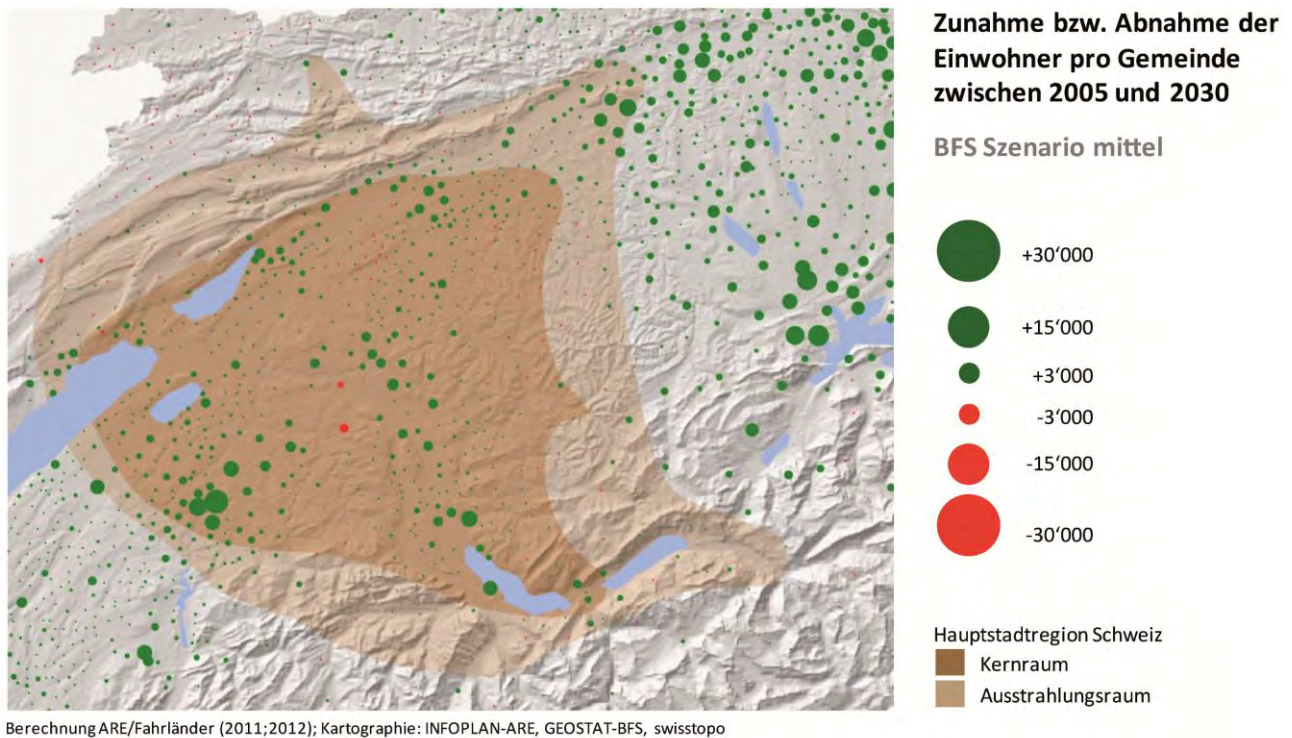 Zunahme bzw. Abnahme der
Einwohner pro Gemeinde
zwischen 2005 und 2030
BFS Szenario mittel
+30‘000
+15‘000
+3‘000
-3‘000
-15‘000
-30‘000
Hauptstadtregion Schweiz
Kernraum
Ausstrahlungsraum
Berechnung ARE/Fahrländer (2011;2012); Kartographie: INFOPLAN-ARE, GEOSTAT-BFS, swisstopo